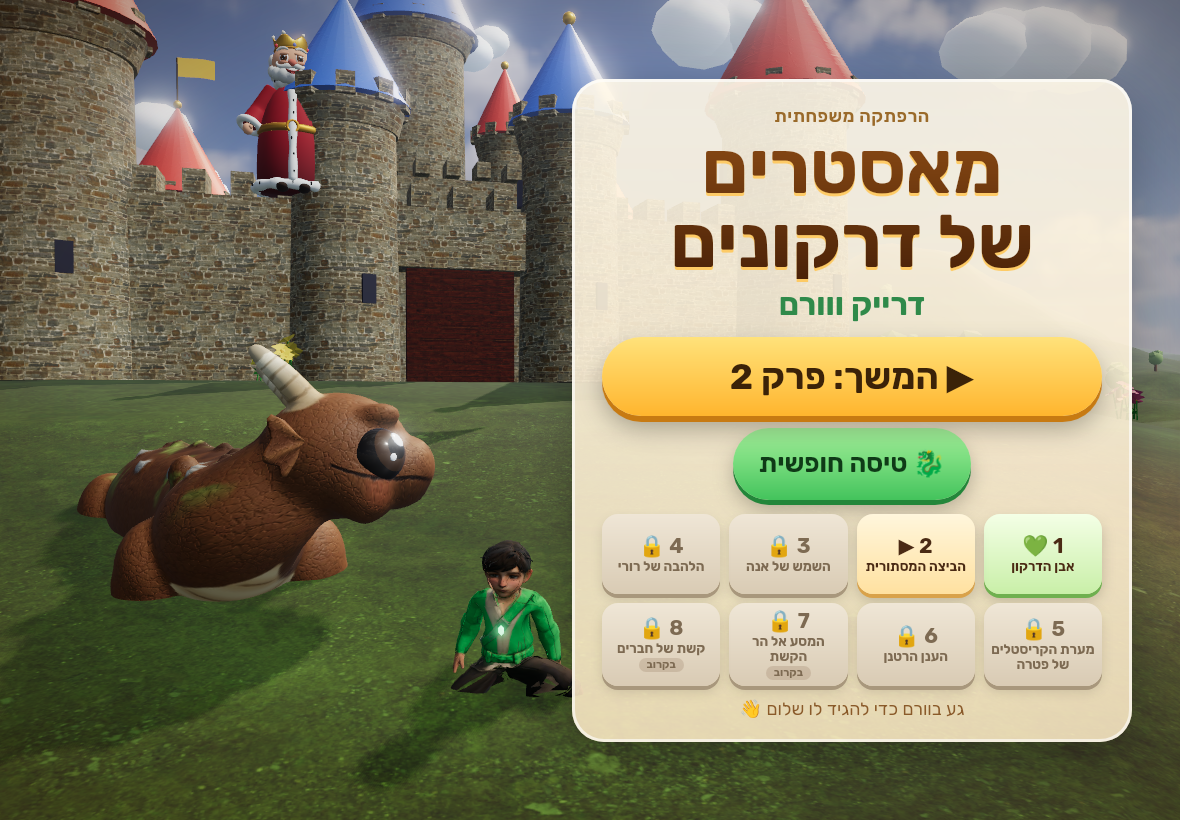 הרפתקה משפחתית
מאסטרים
של דרקונים
דרייק ווורם
▶ המשך: פרק 2
🐉 טיסה חופשית
1 💚
אבן הדרקון
2 ▶
הביצה המסתורית
3 🔒
השמש של אנה
4 🔒
הלהבה של רורי
5 🔒
מערת הקריסטלים
של פטרה
6 🔒
הענן הרטנן
7 🔒
המסע אל הר
הקשת
בקרוב
8 🔒
קשת של חברים
בקרוב
גע בוורם כדי להגיד לו שלום 👋